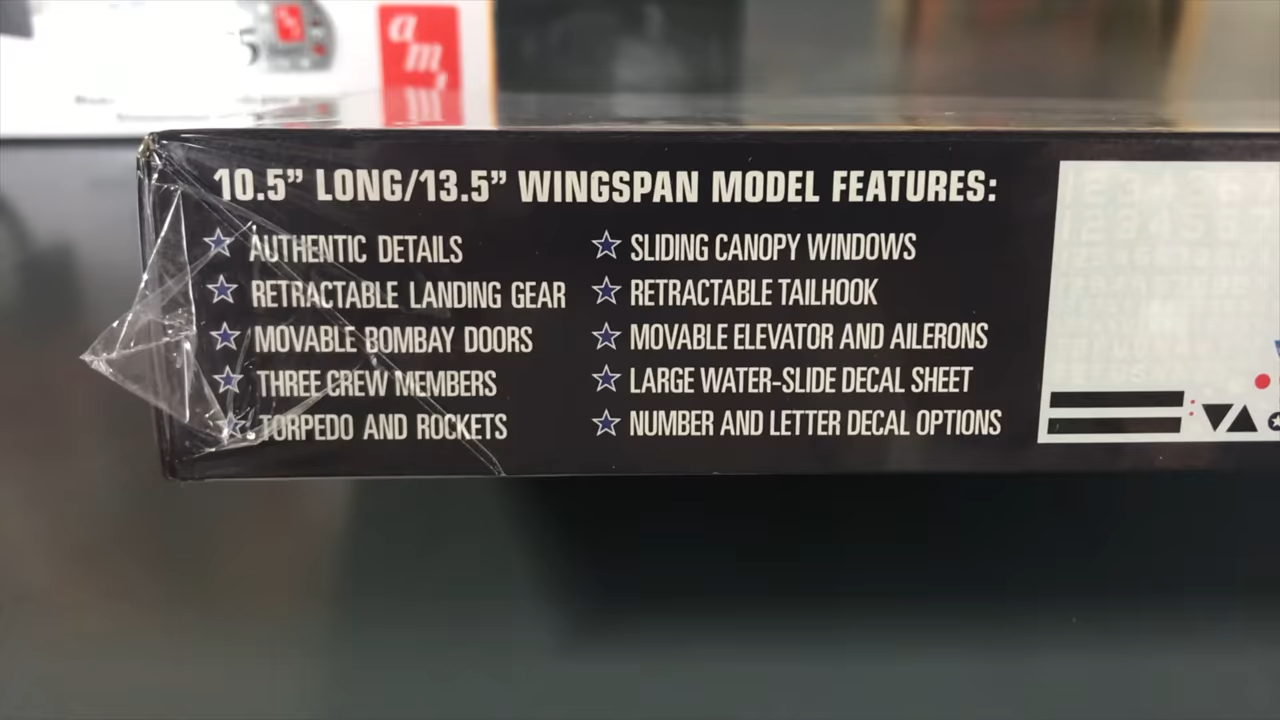 amt
10.5” LONG/13.5” WINGSPAN MODEL FEATURES:
AUTHENTIC DETAILS
RETRACTABLE LANDING GEAR
MOVABLE BOMBAY DOORS
THREE CREW MEMBERS
TORPEDO AND ROCKETS
SLIDING CANOPY WINDOWS
RETRACTABLE TAILHOOK
MOVABLE ELEVATOR AND AILERONS
LARGE WATER-SLIDE DECAL SHEET
NUMBER AND LETTER DECAL OPTIONS